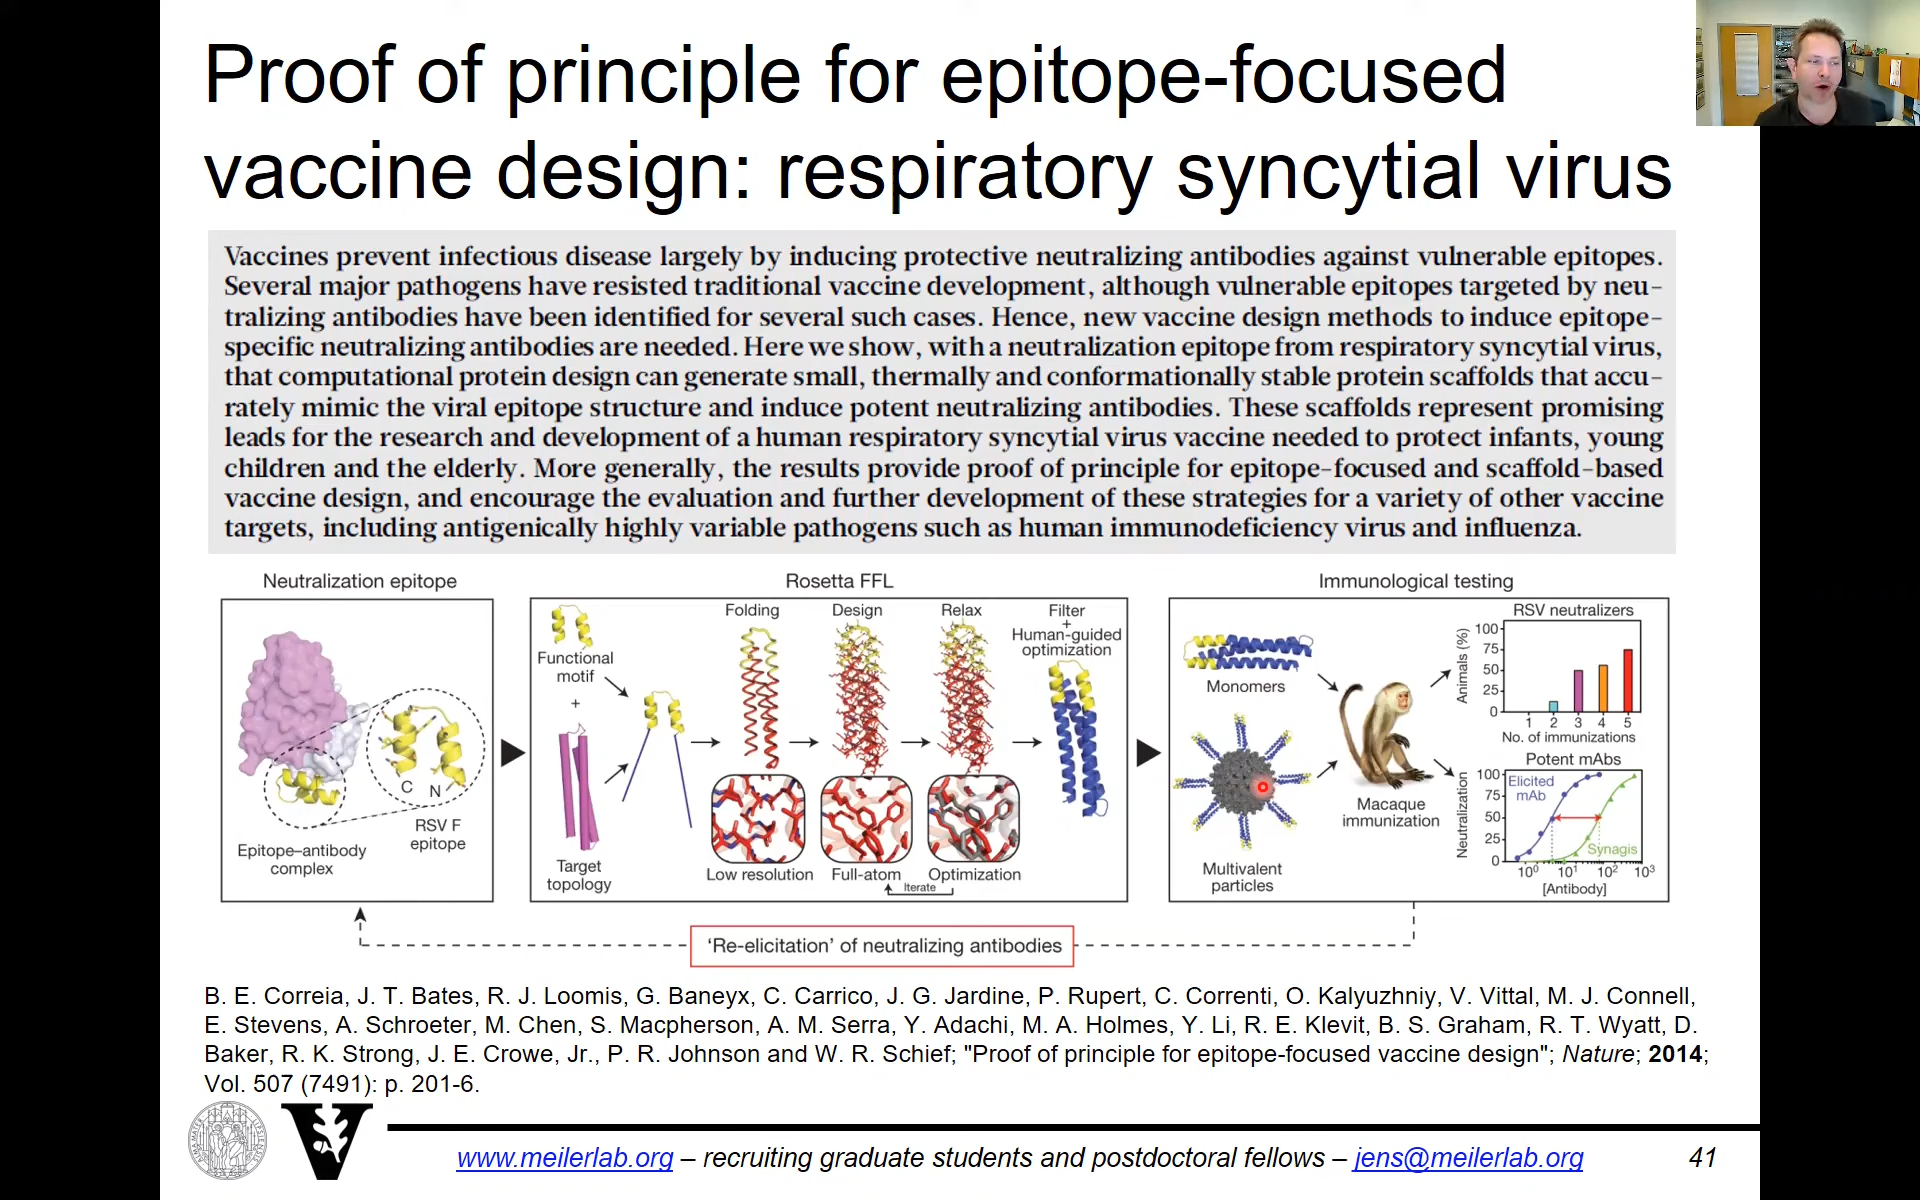 Proof of principle for epitope-focused
vaccine design: respiratory syncytial virus
Vaccines prevent infectious disease largely by inducing protective neutralizing antibodies against vulnerable epitopes.
Several major pathogens have resisted traditional vaccine development, although vulnerable epitopes targeted by neu-
tralizing antibodies have been identified for several such cases. Hence, new vaccine design methods to induce epitope-
specific neutralizing antibodies are needed. Here we show, with a neutralization epitope from respiratory syncytial virus,
that computational protein design can generate small, thermally and conformationally stable protein scaffolds that accu-
rately mimic the viral epitope structure and induce potent neutralizing antibodies. These scaffolds represent promising
leads for the research and development of a human respiratory syncytial virus vaccine needed to protect infants, young
children and the elderly. More generally, the results provide proof of principle for epitope-focused and scaffold-based
vaccine design, and encourage the evaluation and further development of these strategies for a variety of other vaccine
targets, including antigenically highly variable pathogens such as human immunodeficiency virus and influenza.
Neutralization epitope
C N
RSV F
epitope
Epitope–antibody
complex
Rosetta FFL
Functional
motif
+
Target
topology
Folding
Design
Relax
Filter
+
Human-guided
optimization
Low resolution
Full-atom
Optimization
Iterate
Immunological testing
Monomers
Multivalent
particles
Macaque
immunization
RSV neutralizers
Animals (%)
100
75
50
25
0
1 2 3 4 5
No. of immunizations
Potent mAbs
Neutralization
100
75
50
25
0
Elicited
mAb
Synagis
10⁰ 10¹ 10² 10³
[Antibody]
‘Re-elicitation’ of neutralizing antibodies
B. E. Correia, J. T. Bates, R. J. Loomis, G. Baneyx, C. Carrico, J. G. Jardine, P. Rupert, C. Correnti, O. Kalyuzhniy, V. Vittal, M. J. Connell,
E. Stevens, A. Schroeter, M. Chen, S. Macpherson, A. M. Serra, Y. Adachi, M. A. Holmes, Y. Li, R. E. Klevit, B. S. Graham, R. T. Wyatt, D.
Baker, R. K. Strong, J. E. Crowe, Jr., P. R. Johnson and W. R. Schief; "Proof of principle for epitope-focused vaccine design"; Nature; 2014;
Vol. 507 (7491): p. 201-6.
V
www.meilerlab.org – recruiting graduate students and postdoctoral fellows – jens@meilerlab.org
41